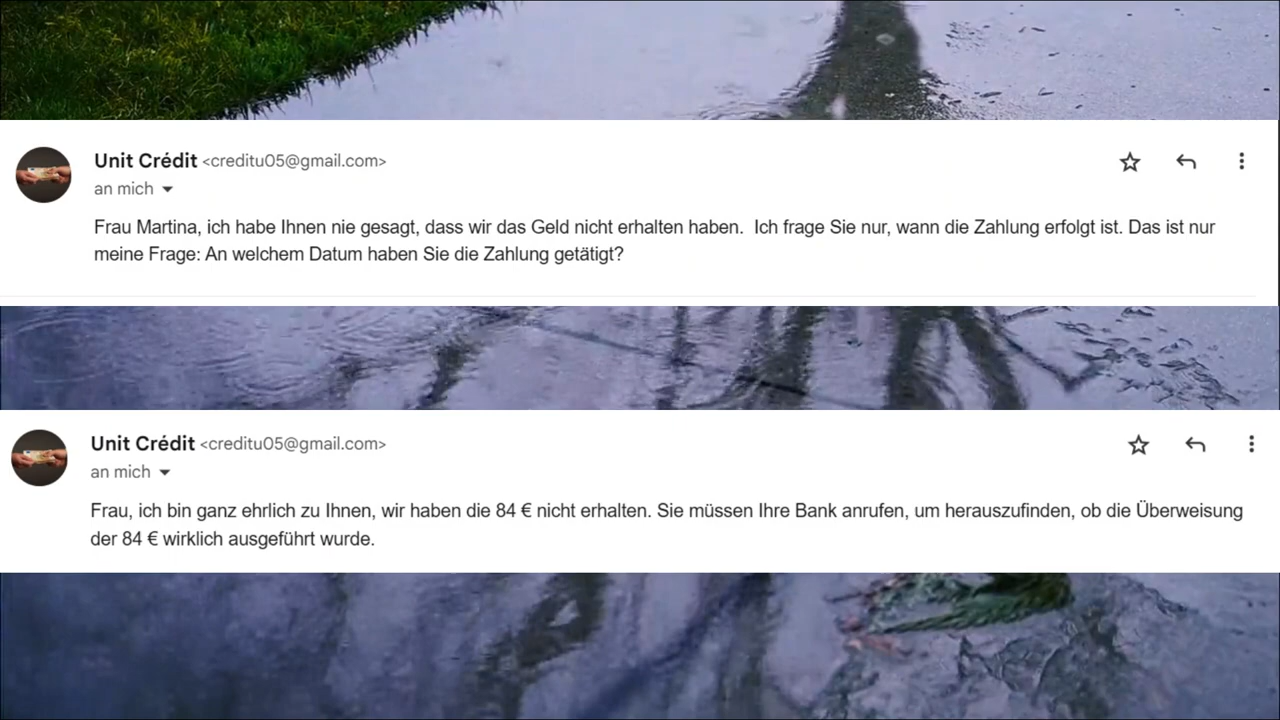 Unit Crédit <creditu05@gmail.com>
an mich
Frau Martina, ich habe Ihnen nie gesagt, dass wir das Geld nicht erhalten haben.  Ich frage Sie nur, wann die Zahlung erfolgt ist. Das ist nur
meine Frage: An welchem Datum haben Sie die Zahlung getätigt?
Unit Crédit <creditu05@gmail.com>
an mich
Frau, ich bin ganz ehrlich zu Ihnen, wir haben die 84 € nicht erhalten. Sie müssen Ihre Bank anrufen, um herauszufinden, ob die Überweisung
der 84 € wirklich ausgeführt wurde.